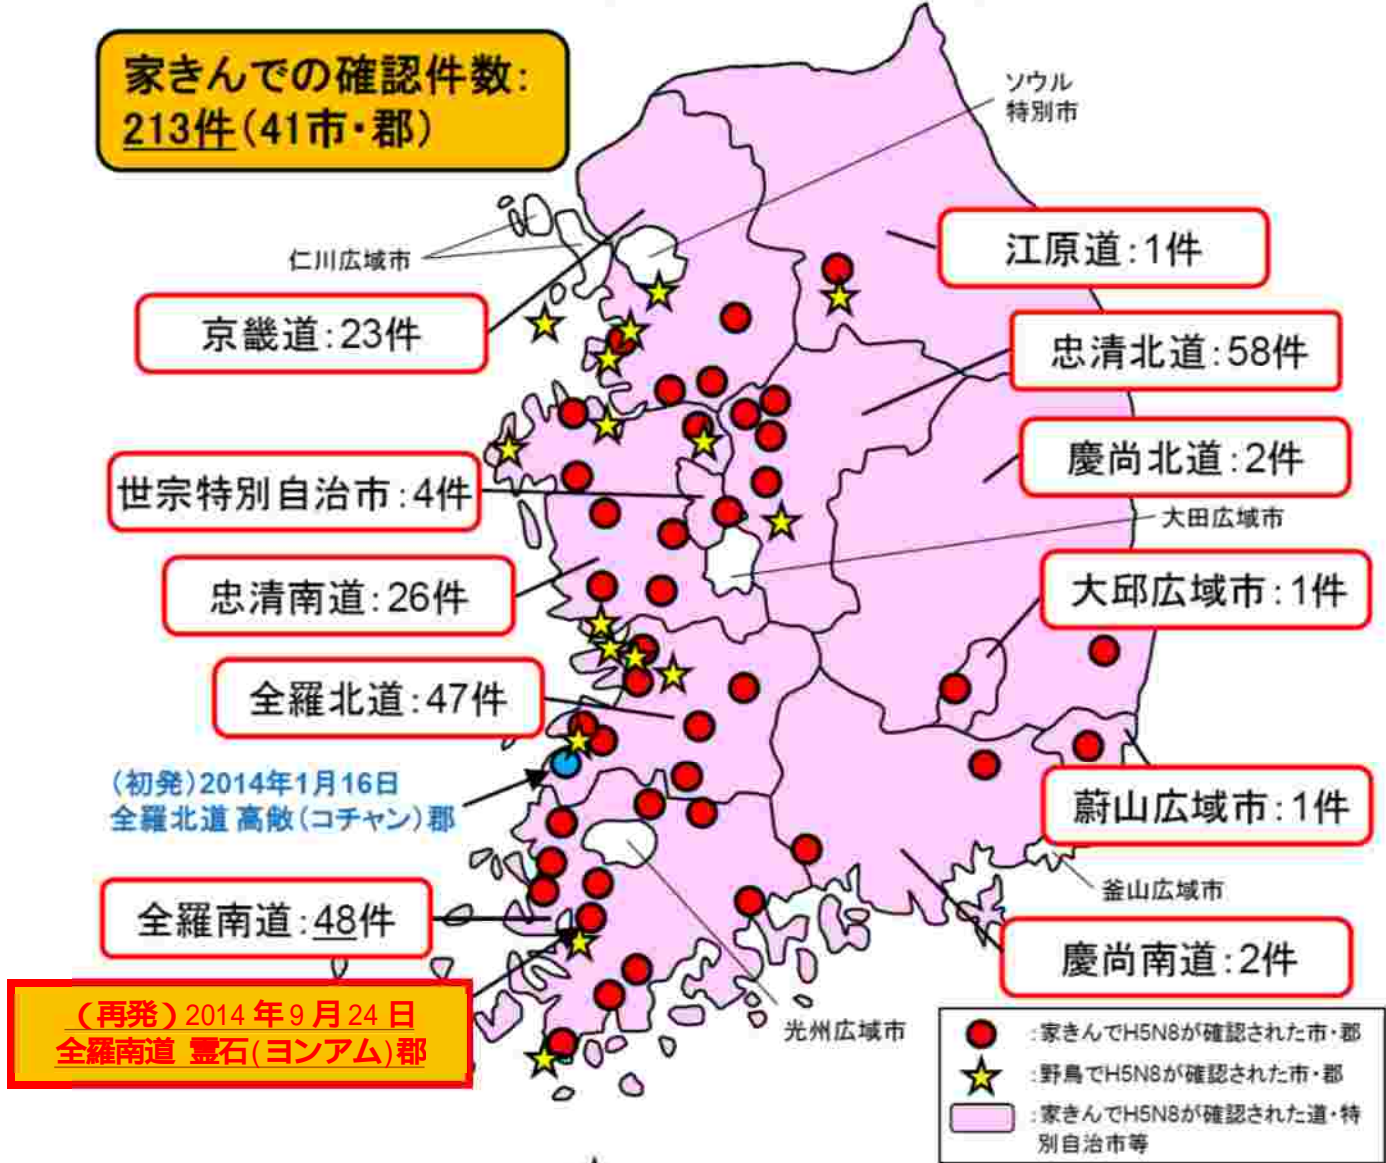 家きんでの確認件数：
213件（41市・郡）
ソウル
特別市
仁川広域市
江原道：1件
京畿道：23件
忠清北道：58件
慶尚北道：2件
世宗特別自治市：4件
大田広域市
大邱広域市：1件
忠清南道：26件
全羅北道：47件
（初発）2014年1月16日
全羅北道 高敞（コチャン）郡
蔚山広域市：1件
釜山広域市
全羅南道：48件
慶尚南道：2件
（再発）2014年9月24日
全羅南道 霊石(ヨンアム)郡
光州広域市
：家きんでH5N8が確認された市・郡
：野鳥でH5N8が確認された市・郡
：家きんでH5N8が確認された道・特
別自治市等